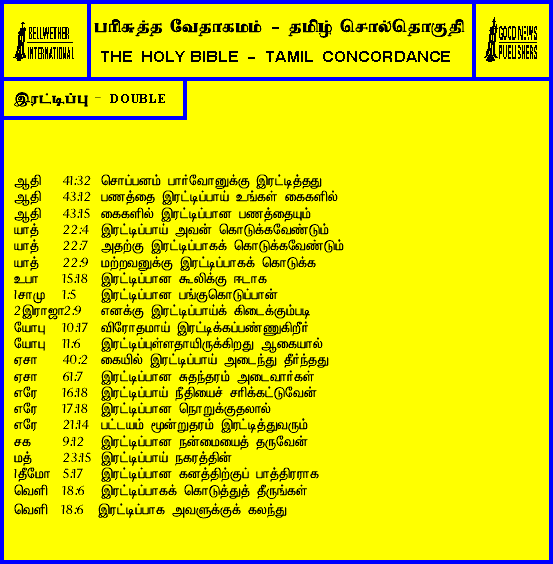 BELLWETHER
INTERNATIONAL
பரிசுத்த வேதாகமம் - தமிழ் சொல்தொகுதி
THE HOLY BIBLE - TAMIL CONCORDANCE
GOOD NEWS
PUBLISHERS
இரட்டிப்பு - DOUBLE
ஆதி 41:32 சொப்பனம் பார்வோனுக்கு இரட்டித்தது
ஆதி 43:12 பணத்தை இரட்டிப்பாய் உங்கள் கைகளில்
ஆதி 43:15 கைகளில் இரட்டிப்பான பணத்தையும்
யாத் 22:4 இரட்டிப்பாய் அவன் கொடுக்கவேண்டும்
யாத் 22:7 அதற்கு இரட்டிப்பாகக் கொடுக்கவேண்டும்
யாத் 22:9 மற்றவனுக்கு இரட்டிப்பாகக் கொடுக்க
உபா 15:18 இரட்டிப்பான கூலிக்கு ஈடாக
1சாமு 1:5 இரட்டிப்பான பங்குகொடுப்பான்
2இராஜா2:9 எனக்கு இரட்டிப்பாய்க் கிடைக்கும்படி
யோபு 10:17 விரோதமாய் இரட்டிக்கப்பண்ணுகிறீர்
யோபு 11:6 இரட்டிப்புள்ளதாயிருக்கிறது ஆகையால்
ஏசா 40:2 கையில் இரட்டிப்பாய் அடைந்து தீர்ந்தது
ஏசா 61:7 இரட்டிப்பான சுதந்தரம் அடைவார்கள்
எரே 16:18 இரட்டிப்பாய் நீதியைச் சரிக்கட்டுவேன்
எரே 17:18 இரட்டிப்பான நொறுக்குதலால்
எரே 21:14 பட்டயம் மூன்றுதரம் இரட்டித்துவரும்
சக 9:12 இரட்டிப்பான நன்மையைத் தருவேன்
மத் 23:15 இரட்டிப்பாய் நகரத்தின்
1தீமோ 5:17 இரட்டிப்பான கனத்திற்குப் பாத்திரராக
வெளி 18:6 இரட்டிப்பாகக் கொடுத்துத் தீருங்கள்
வெளி 18:6 இரட்டிப்பாக அவளுக்குக் கலந்து